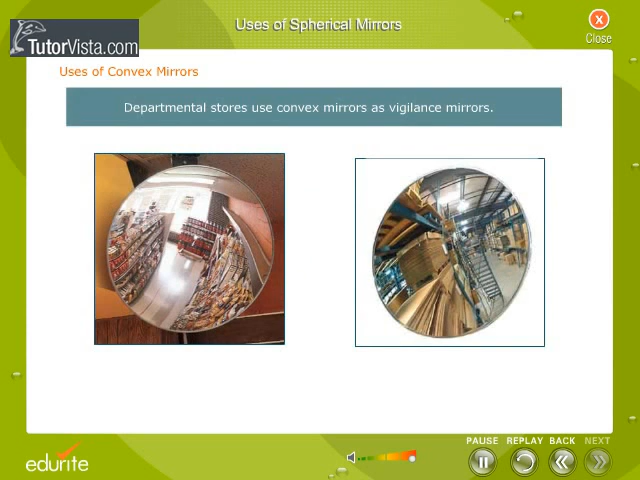 Uses of Spherical Mirrors
X
Close
TutorVista.com
Uses of Convex Mirrors
Departmental stores use convex mirrors as vigilance mirrors.
PAUSE REPLAY BACK NEXT
edurite